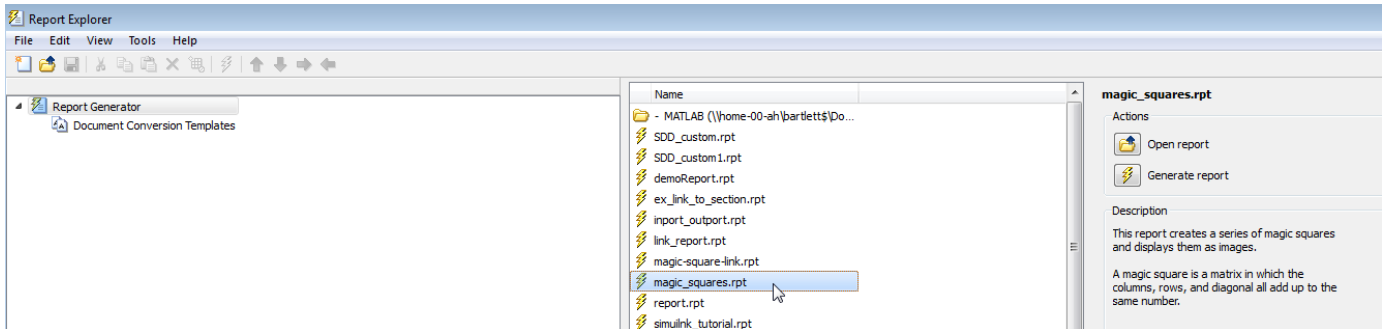 Report Explorer
File Edit View Tools Help
Report Generator
Document Conversion Templates
Name
- MATLAB (\\home-00-ah\bartlett$\Do...
SDD_custom.rpt
SDD_custom1.rpt
demoReport.rpt
ex_link_to_section.rpt
inport_outport.rpt
link_report.rpt
magic-square-link.rpt
magic_squares.rpt
report.rpt
simulnk_tutorial.rpt
magic_squares.rpt
Actions
Open report
Generate report
Description
This report creates a series of magic squares
and displays them as images.
A magic square is a matrix in which the
columns, rows, and diagonal all add up to the
same number.